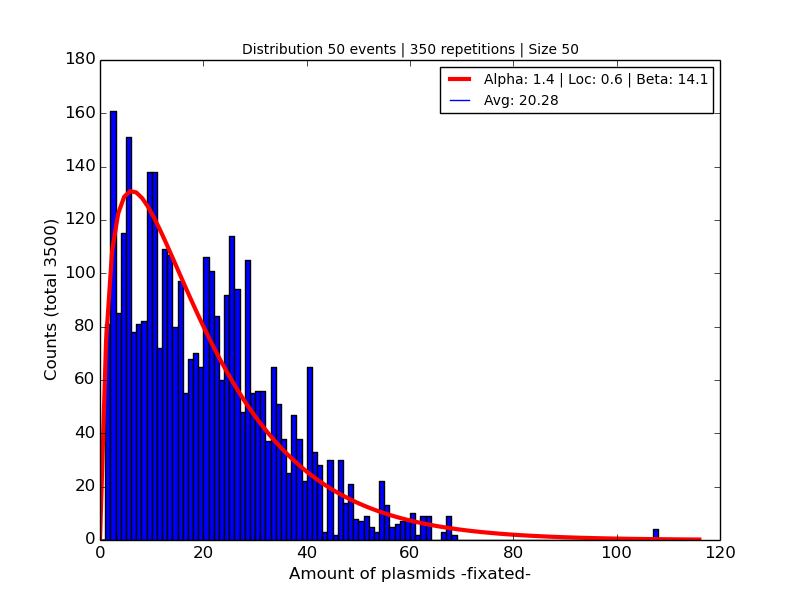 Distribution 50 events | 350 repetitions | Size 50
Alpha: 1.4 | Loc: 0.6 | Beta: 14.1
Avg: 20.28
180
160
140
120
100
80
60
40
20
0
Counts (total 3500)
0 20 40 60 80 100 120
Amount of plasmids -fixated-